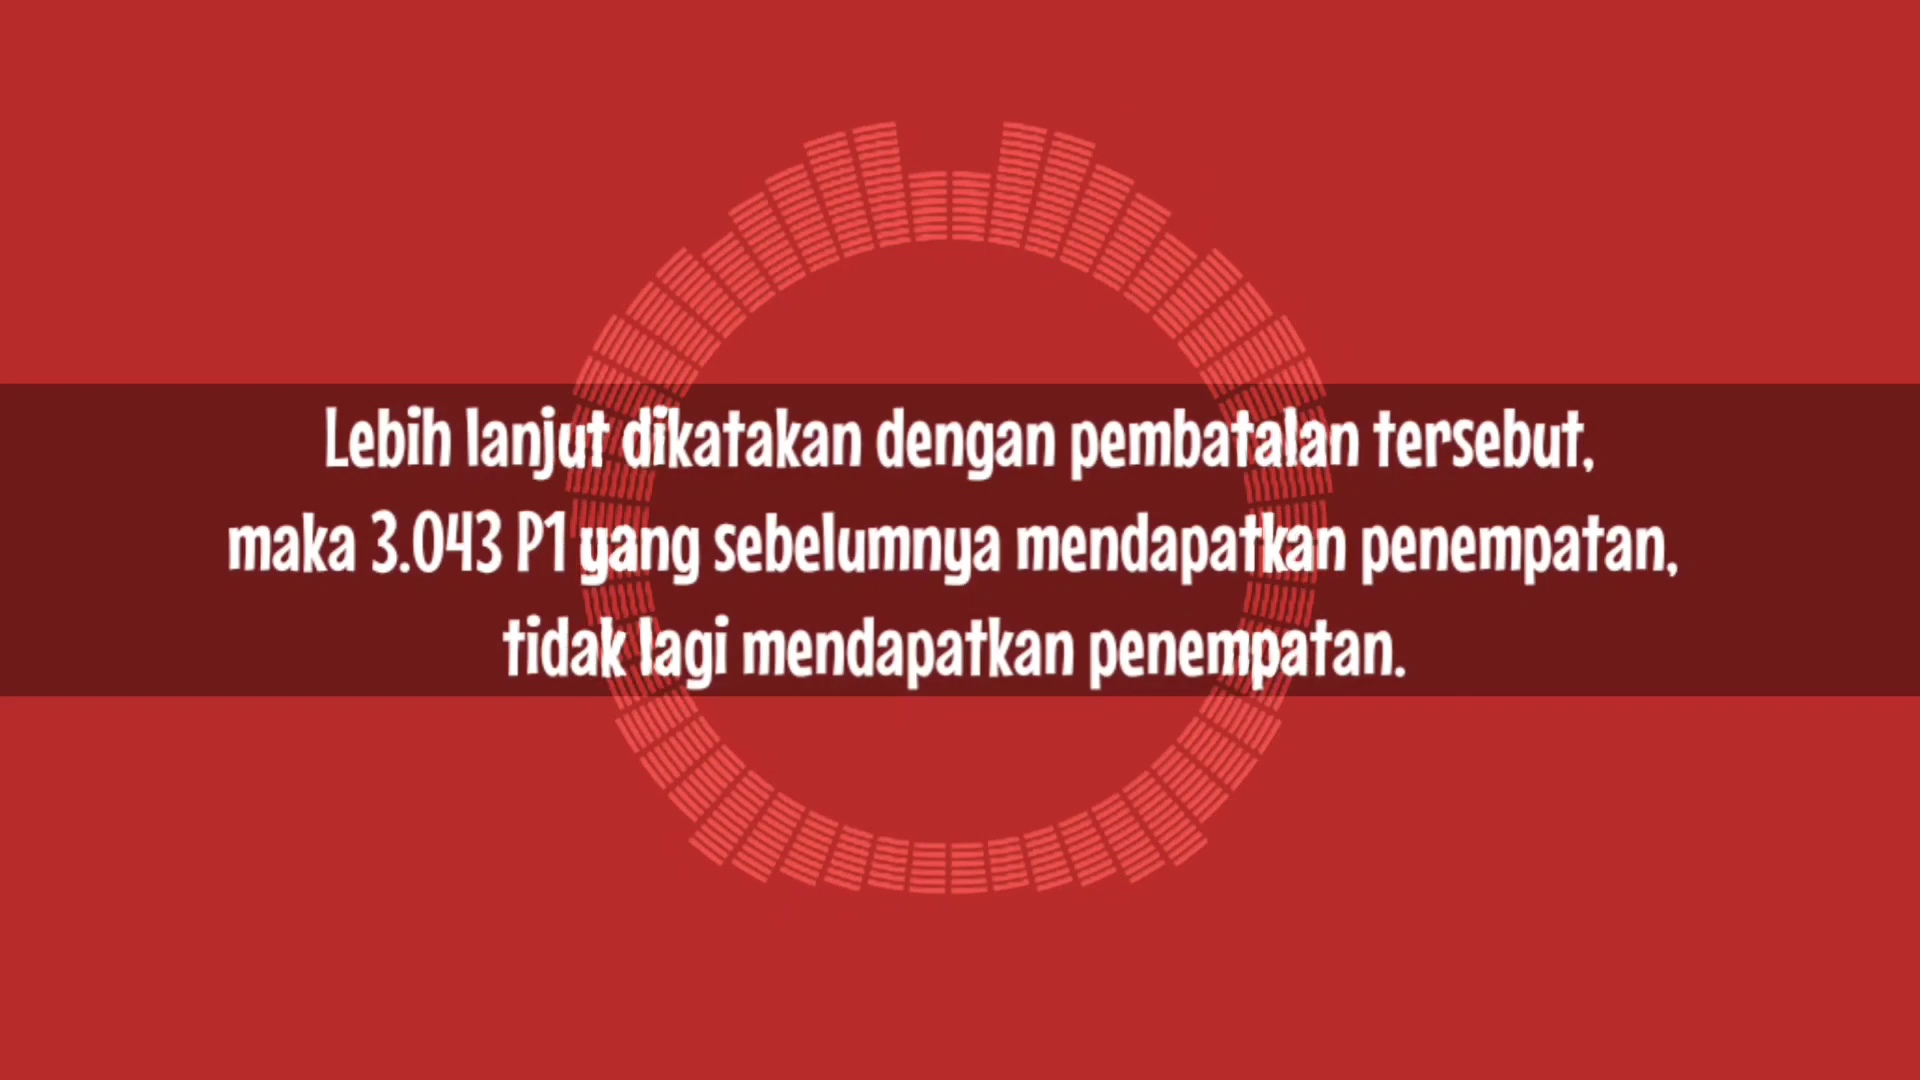 Lebih lanjut dikatakan dengan pembatalan tersebut,
maka 3.043 P1 yang sebelumnya mendapatkan penempatan,
tidak lagi mendapatkan penempatan.